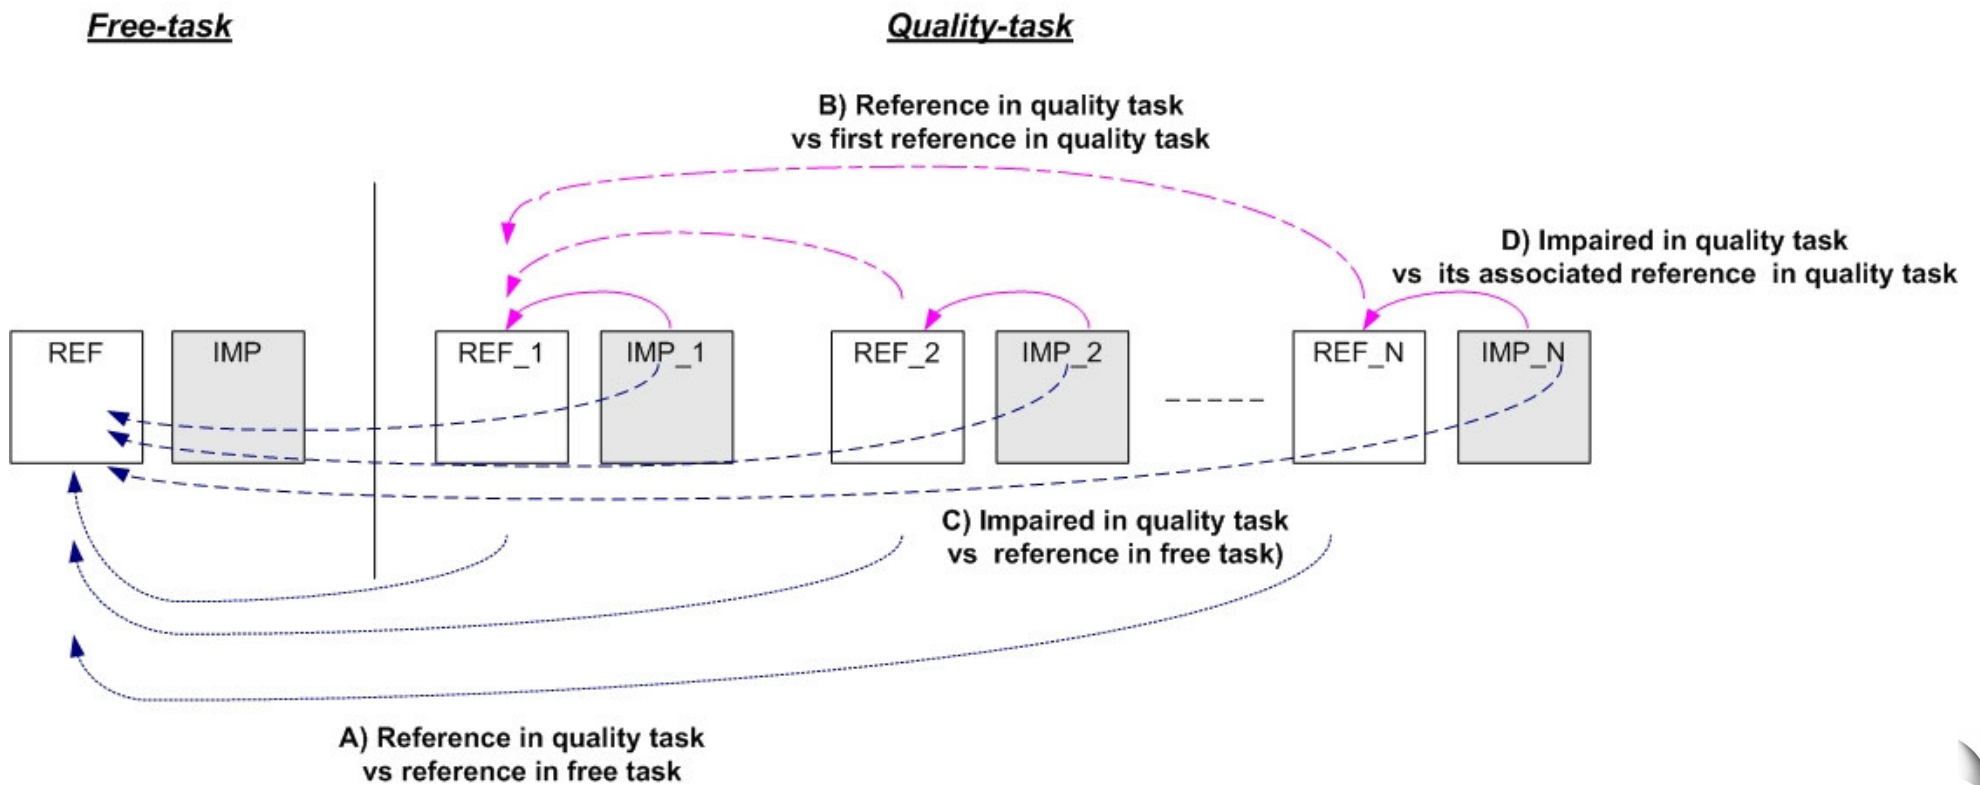 Free-task
Quality-task
B) Reference in quality task
vs first reference in quality task
D) Impaired in quality task
vs  its associated reference  in quality task
REF
IMP
REF_1
IMP_1
REF_2
IMP_2
REF_N
IMP_N
C) Impaired in quality task
vs  reference in free task)
A) Reference in quality task
vs reference in free task